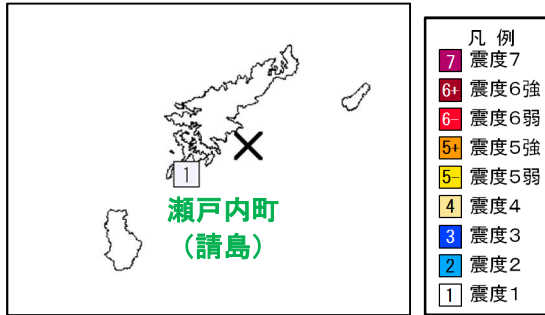 1
瀬戸内町
（請島）
凡 例
7 震度７
6+ 震度６強
6- 震度６弱
5+ 震度５強
5- 震度５弱
4 震度４
3 震度３
2 震度２
1 震度１